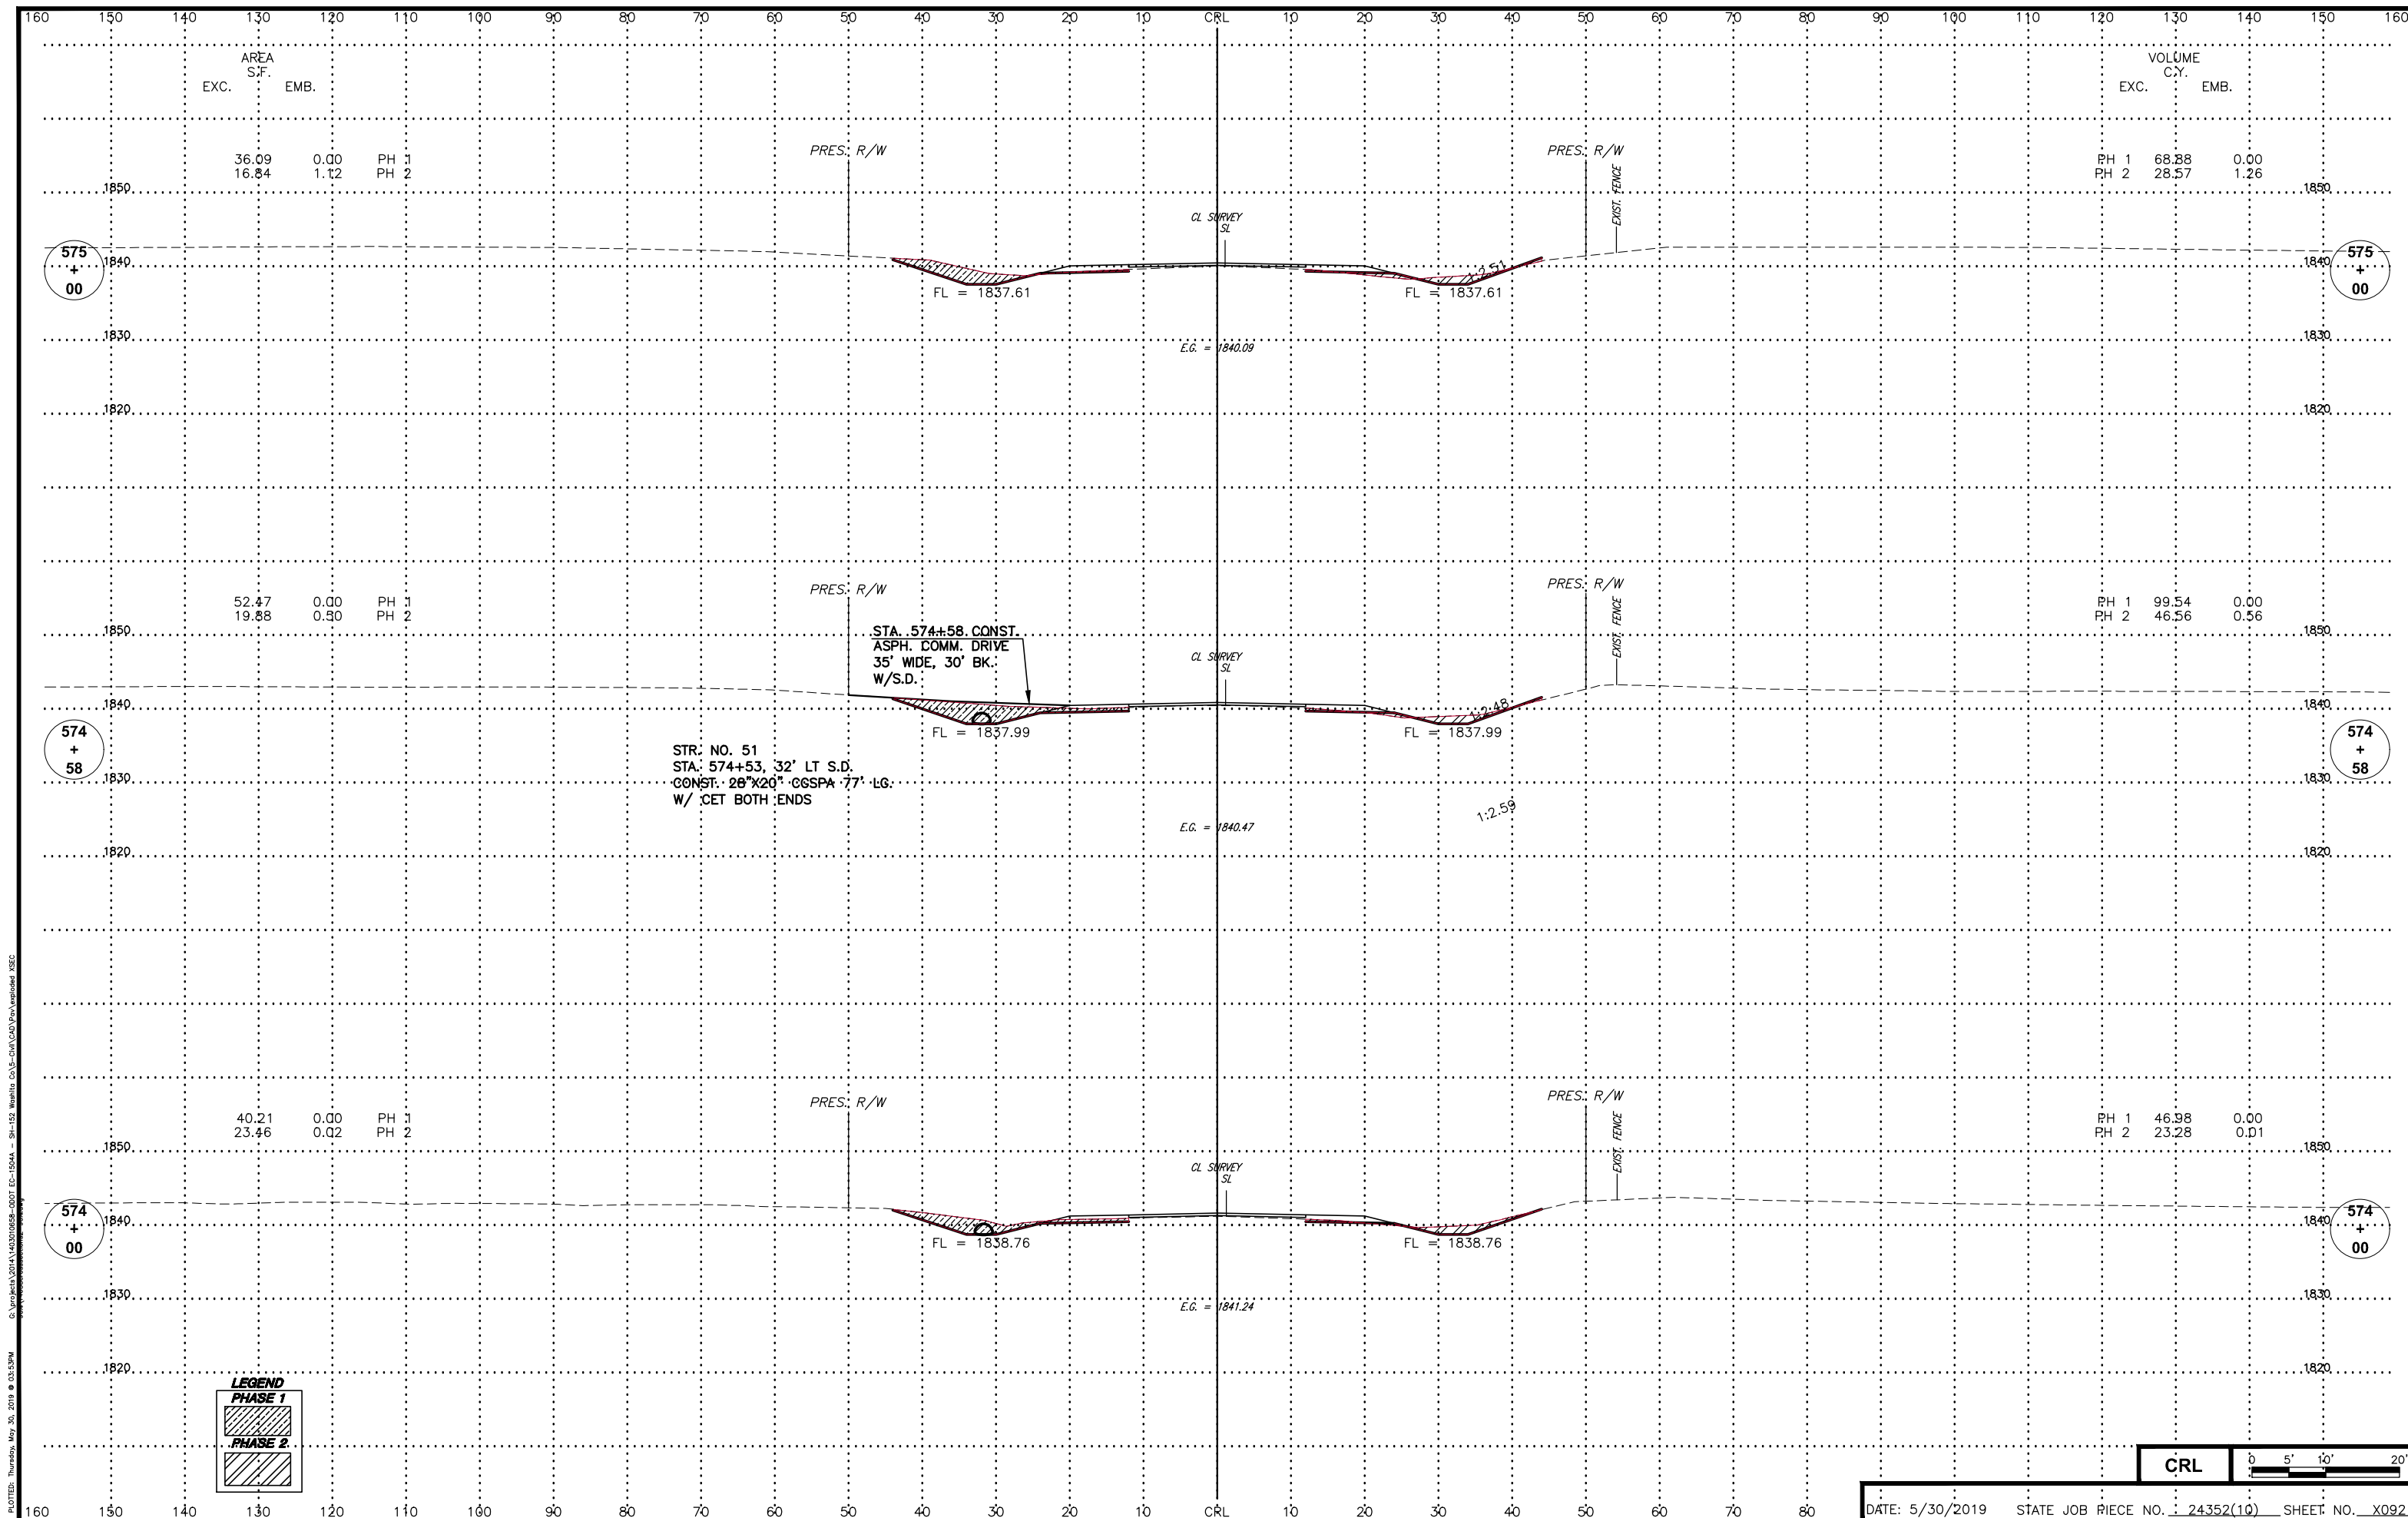 160 150 140 130 120 110 100 90 80 70 60 50 40 30 20 10 CRL 10 20 30 40 50 60 70 80 90 100 110 120 130 140 150 160
AREA
S.F.
EXC. EMB.
VOLUME
C.Y.
EXC. EMB.
36.09 0.00 PH 1
16.84 1.12 PH 2
PRES. R/W
PRES. R/W
EXIST. FENCE
PH 1 68.88 0.00
PH 2 28.57 1.26
1850
1850
CL SURVEY
SL
575
+
00
1840
1:2.51
1840
575
+
00
FL = 1837.61
FL = 1837.61
1830
1830
E.G. = 1840.09
1820
1820
52.47 0.00 PH 1
19.88 0.50 PH 2
PRES. R/W
PRES. R/W
EXIST. FENCE
PH 1 99.54 0.00
PH 2 46.56 0.56
1850
1850
STA. 574+58 CONST.
ASPH. COMM. DRIVE
35' WIDE, 30' BK.
W/S.D.
CL SURVEY
SL
1840
1:2.48
1840
574
+
58
FL = 1837.99
FL = 1837.99
574
+
58
STR. NO. 51
STA. 574+53, 32' LT S.D.
CONST. 28"X20" CGSPA 77' LG.
W/ CET BOTH ENDS
1830
1830
1:2.59
E.G. = 1840.47
1820
1820
40.21 0.00 PH 1
23.46 0.02 PH 2
PRES. R/W
PRES. R/W
EXIST. FENCE
PH 1 46.98 0.00
PH 2 23.28 0.01
1850
1850
CL SURVEY
SL
574
+
00
1840
1840
574
+
00
FL = 1838.76
FL = 1838.76
1830
1830
E.G. = 1841.24
1820
1820
LEGEND
PHASE 1
PHASE 2
CRL
0 5' 10' 20'
160 150 140 130 120 110 100 90 80 70 60 50 40 30 20 10 CRL 10 20 30 40 50 60 70 80
DATE: 5/30/2019 STATE JOB PIECE NO. 24352(10) SHEET NO. X092
PLOTTED: Thursday, May 30, 2019 @ 03:53PM